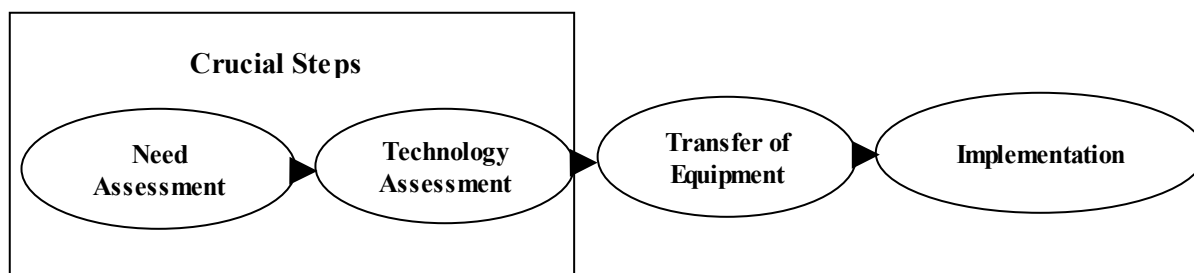 Crucial Steps
Need
Assessment
Technology
Assessment
Transfer of
Equipment
Implementation